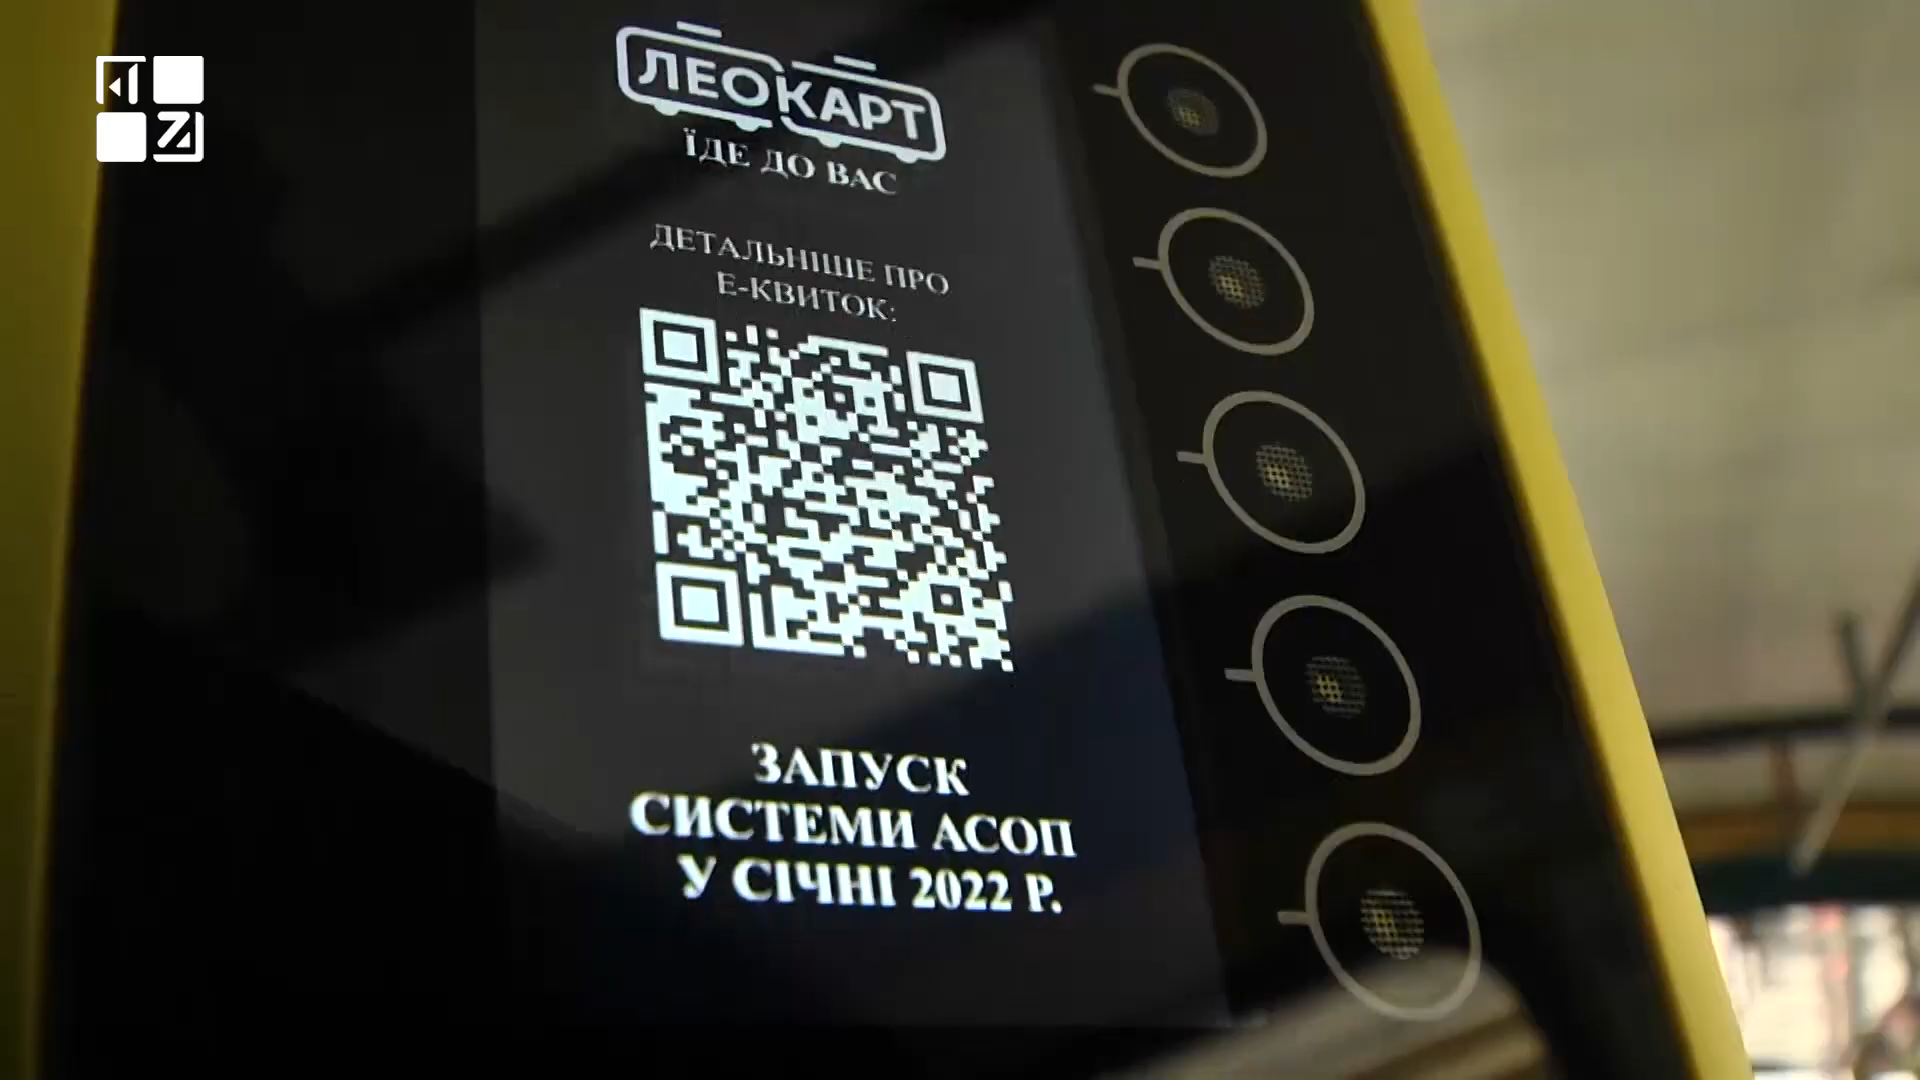 ЛЕОКАРТ
ЇДЕ ДО ВАС
ДЕТАЛЬНІШЕ ПРО
Е-КВИТОК:
ЗАПУСК
СИСТЕМИ АСОП
У СІЧНІ 2022 Р.